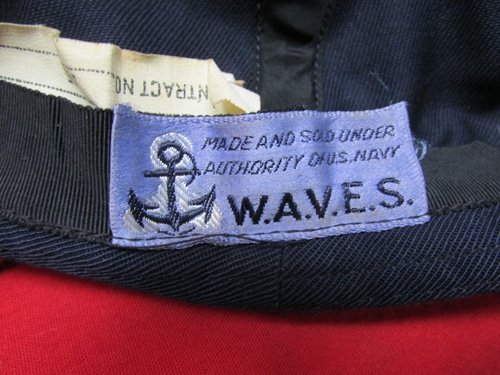 NTRACT NO.
MADE AND SOLD UNDER
AUTHORITY OF U.S. NAVY
W.A.V.E.S.